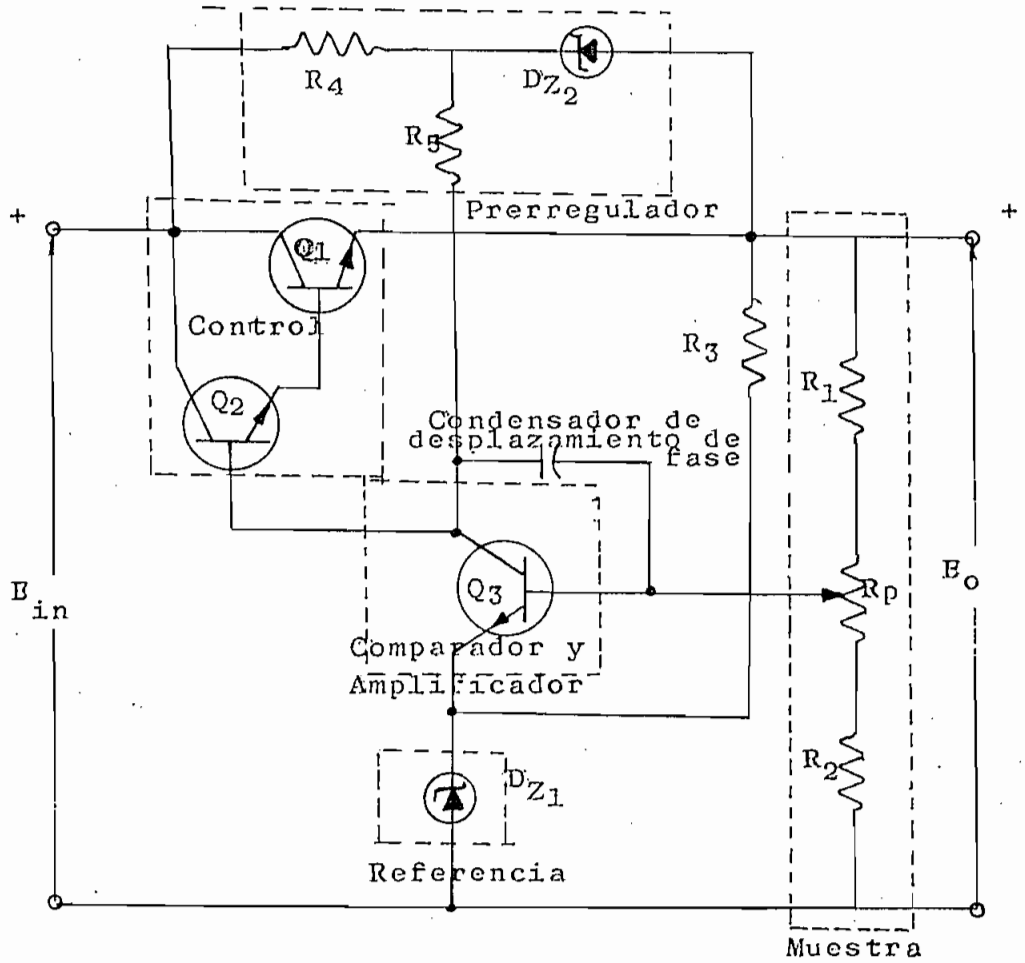 R4
DZ2
R5
Prerregulador
+
+
Q1
Control
R3
R1
Q2
Condensador de
desplazamiento de
fase
Ein
Q3
Rp
Eo
Comparador y
Amplificador
R2
DZ1
Referencia
Muestra